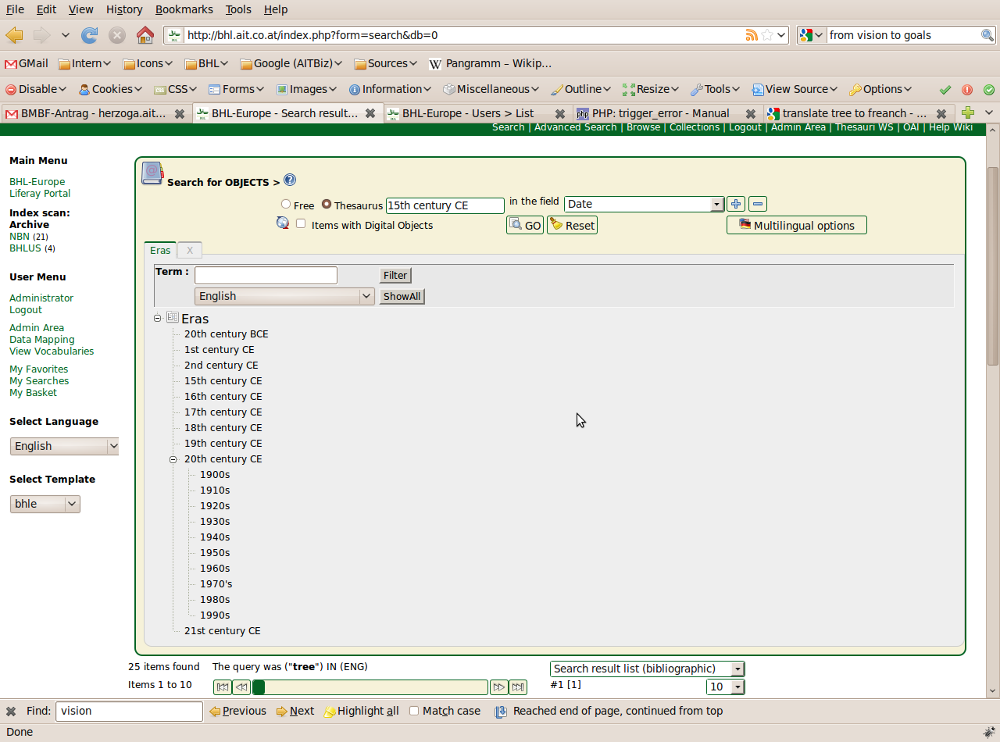 File Edit View History Bookmarks Tools Help
http://bhl.ait.co.at/index.php?form=search&db=0 from vision to goals
GMail Intern Icons BHL Google (AITBiz) Sources W Pangramm – Wikip...
Disable Cookies CSS Forms Images Information Miscellaneous Outline Resize Tools View Source Options
BMBF-Antrag - herzoga.ait... BHL-Europe - Search result... BHL-Europe - Users > List php PHP: trigger_error - Manual translate tree to freanch - ...
Search | Advanced Search | Browse | Collections | Logout | Admin Area | Thesauri WS | OAI | Help Wiki
Main Menu
BHL-Europe
Liferay Portal
Index scan:
Archive
NBN (21)
BHLUS (4)
User Menu
Administrator
Logout
Admin Area
Data Mapping
View Vocabularies
My Favorites
My Searches
My Basket
Select Language
English
Select Template
bhle
Search for OBJECTS > ?
Free Thesaurus 15th century CE in the field Date
Items with Digital Objects GO Reset Multilingual options
Eras X
Term : Filter
English ShowAll
Eras
20th century BCE
1st century CE
2nd century CE
15th century CE
16th century CE
17th century CE
18th century CE
19th century CE
20th century CE
1900s
1910s
1920s
1930s
1940s
1950s
1960s
1970's
1980s
1990s
21st century CE
25 items found The query was ("tree") IN (ENG) Search result list (bibliographic)
Items 1 to 10 #1 [1] 10
Find: vision Previous Next Highlight all Match case Reached end of page, continued from top
Done